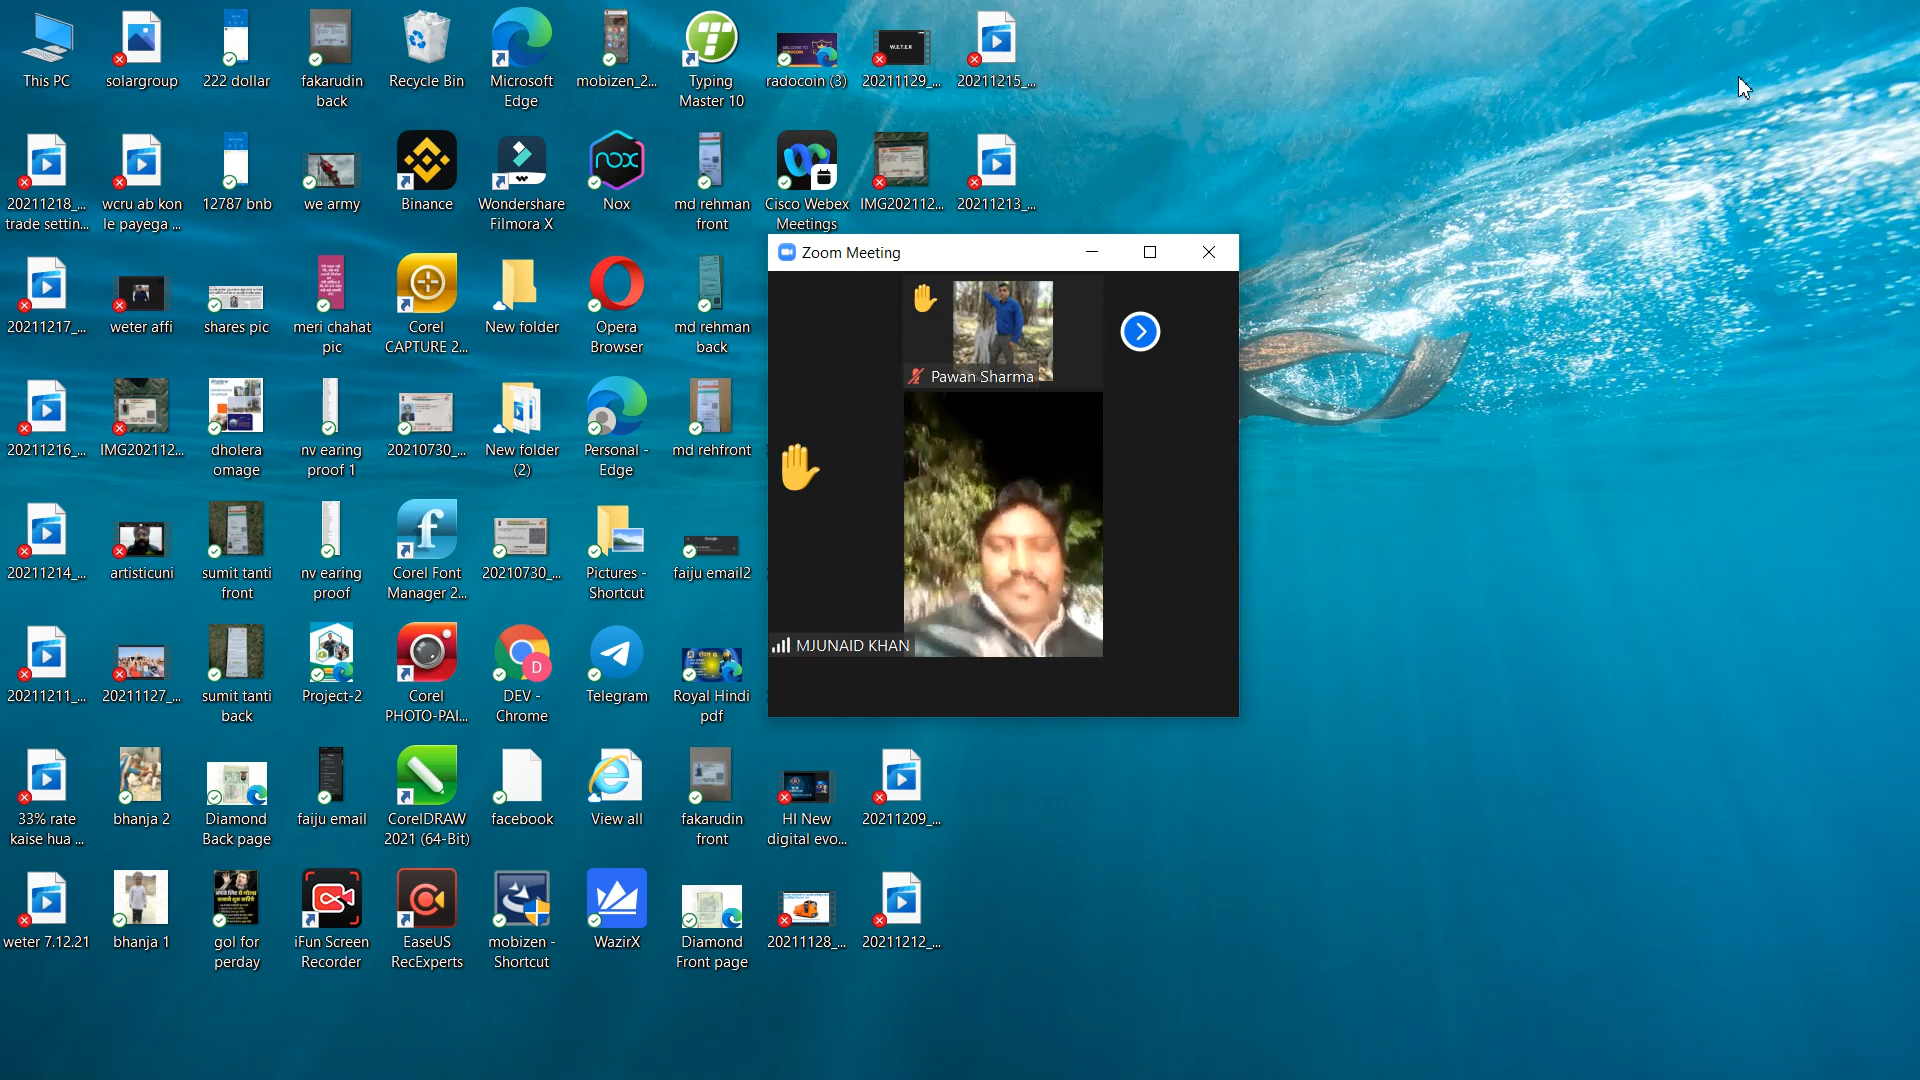 This PC
solargroup
222 dollar
fakarudin
back
Recycle Bin
Microsoft
Edge
mobizen_2...
Typing
Master 10
radocoin (3)
20211129_...
20211215_...
20211218_...
trade settin...
wcru ab kon
le payega ...
12787 bnb
we army
Binance
Wondershare
Filmora X
Nox
md rehman
front
Cisco Webex
Meetings
IMG202112...
20211213_...
20211217_...
weter affi
shares pic
meri chahat
pic
Corel
CAPTURE 2...
New folder
Opera
Browser
md rehman
back
20211216_...
IMG202112...
dholera
omage
nv earing
proof 1
20210730_...
New folder
(2)
Personal -
Edge
md rehfront
20211214_...
artisticuni
sumit tanti
front
nv earing
proof
Corel Font
Manager 2...
20210730_...
Pictures -
Shortcut
faiju email2
20211211_...
20211127_...
sumit tanti
back
Project-2
Corel
PHOTO-PAI...
DEV -
Chrome
Telegram
Royal Hindi
pdf
33% rate
kaise hua ...
bhanja 2
Diamond
Back page
faiju email
CorelDRAW
2021 (64-Bit)
facebook
View all
fakarudin
front
HI New
digital evo...
20211209_...
weter 7.12.21
bhanja 1
gol for
perday
iFun Screen
Recorder
EaseUS
RecExperts
mobizen -
Shortcut
WazirX
Diamond
Front page
20211128_...
20211212_...
Zoom Meeting
Pawan Sharma
MJUNAID KHAN
W.E.T.E.R
nox
D